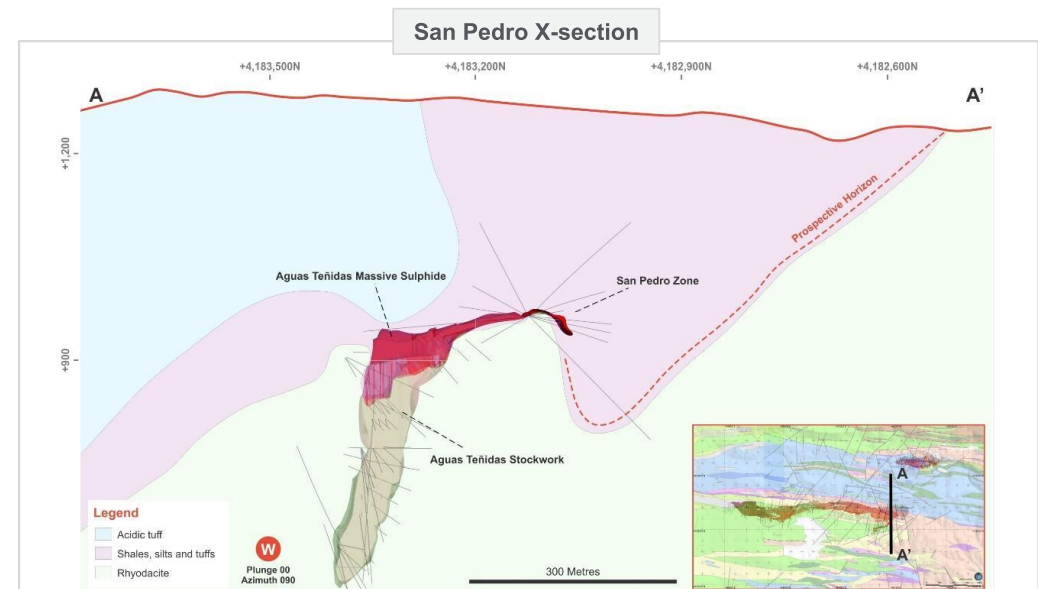 San Pedro X-section
+4,183,500N
+4,183,200N
+4,182,900N
+4,182,600N
A
A’
+1,200
Prospective Horizon
Aguas Teñidas Massive Sulphide
San Pedro Zone
+900
Aguas Teñidas Stockwork
A
A’
Legend
Acidic tuff
Shales, silts and tuffs
Rhyodacite
W
Plunge 00
Azimuth 090
300 Metres